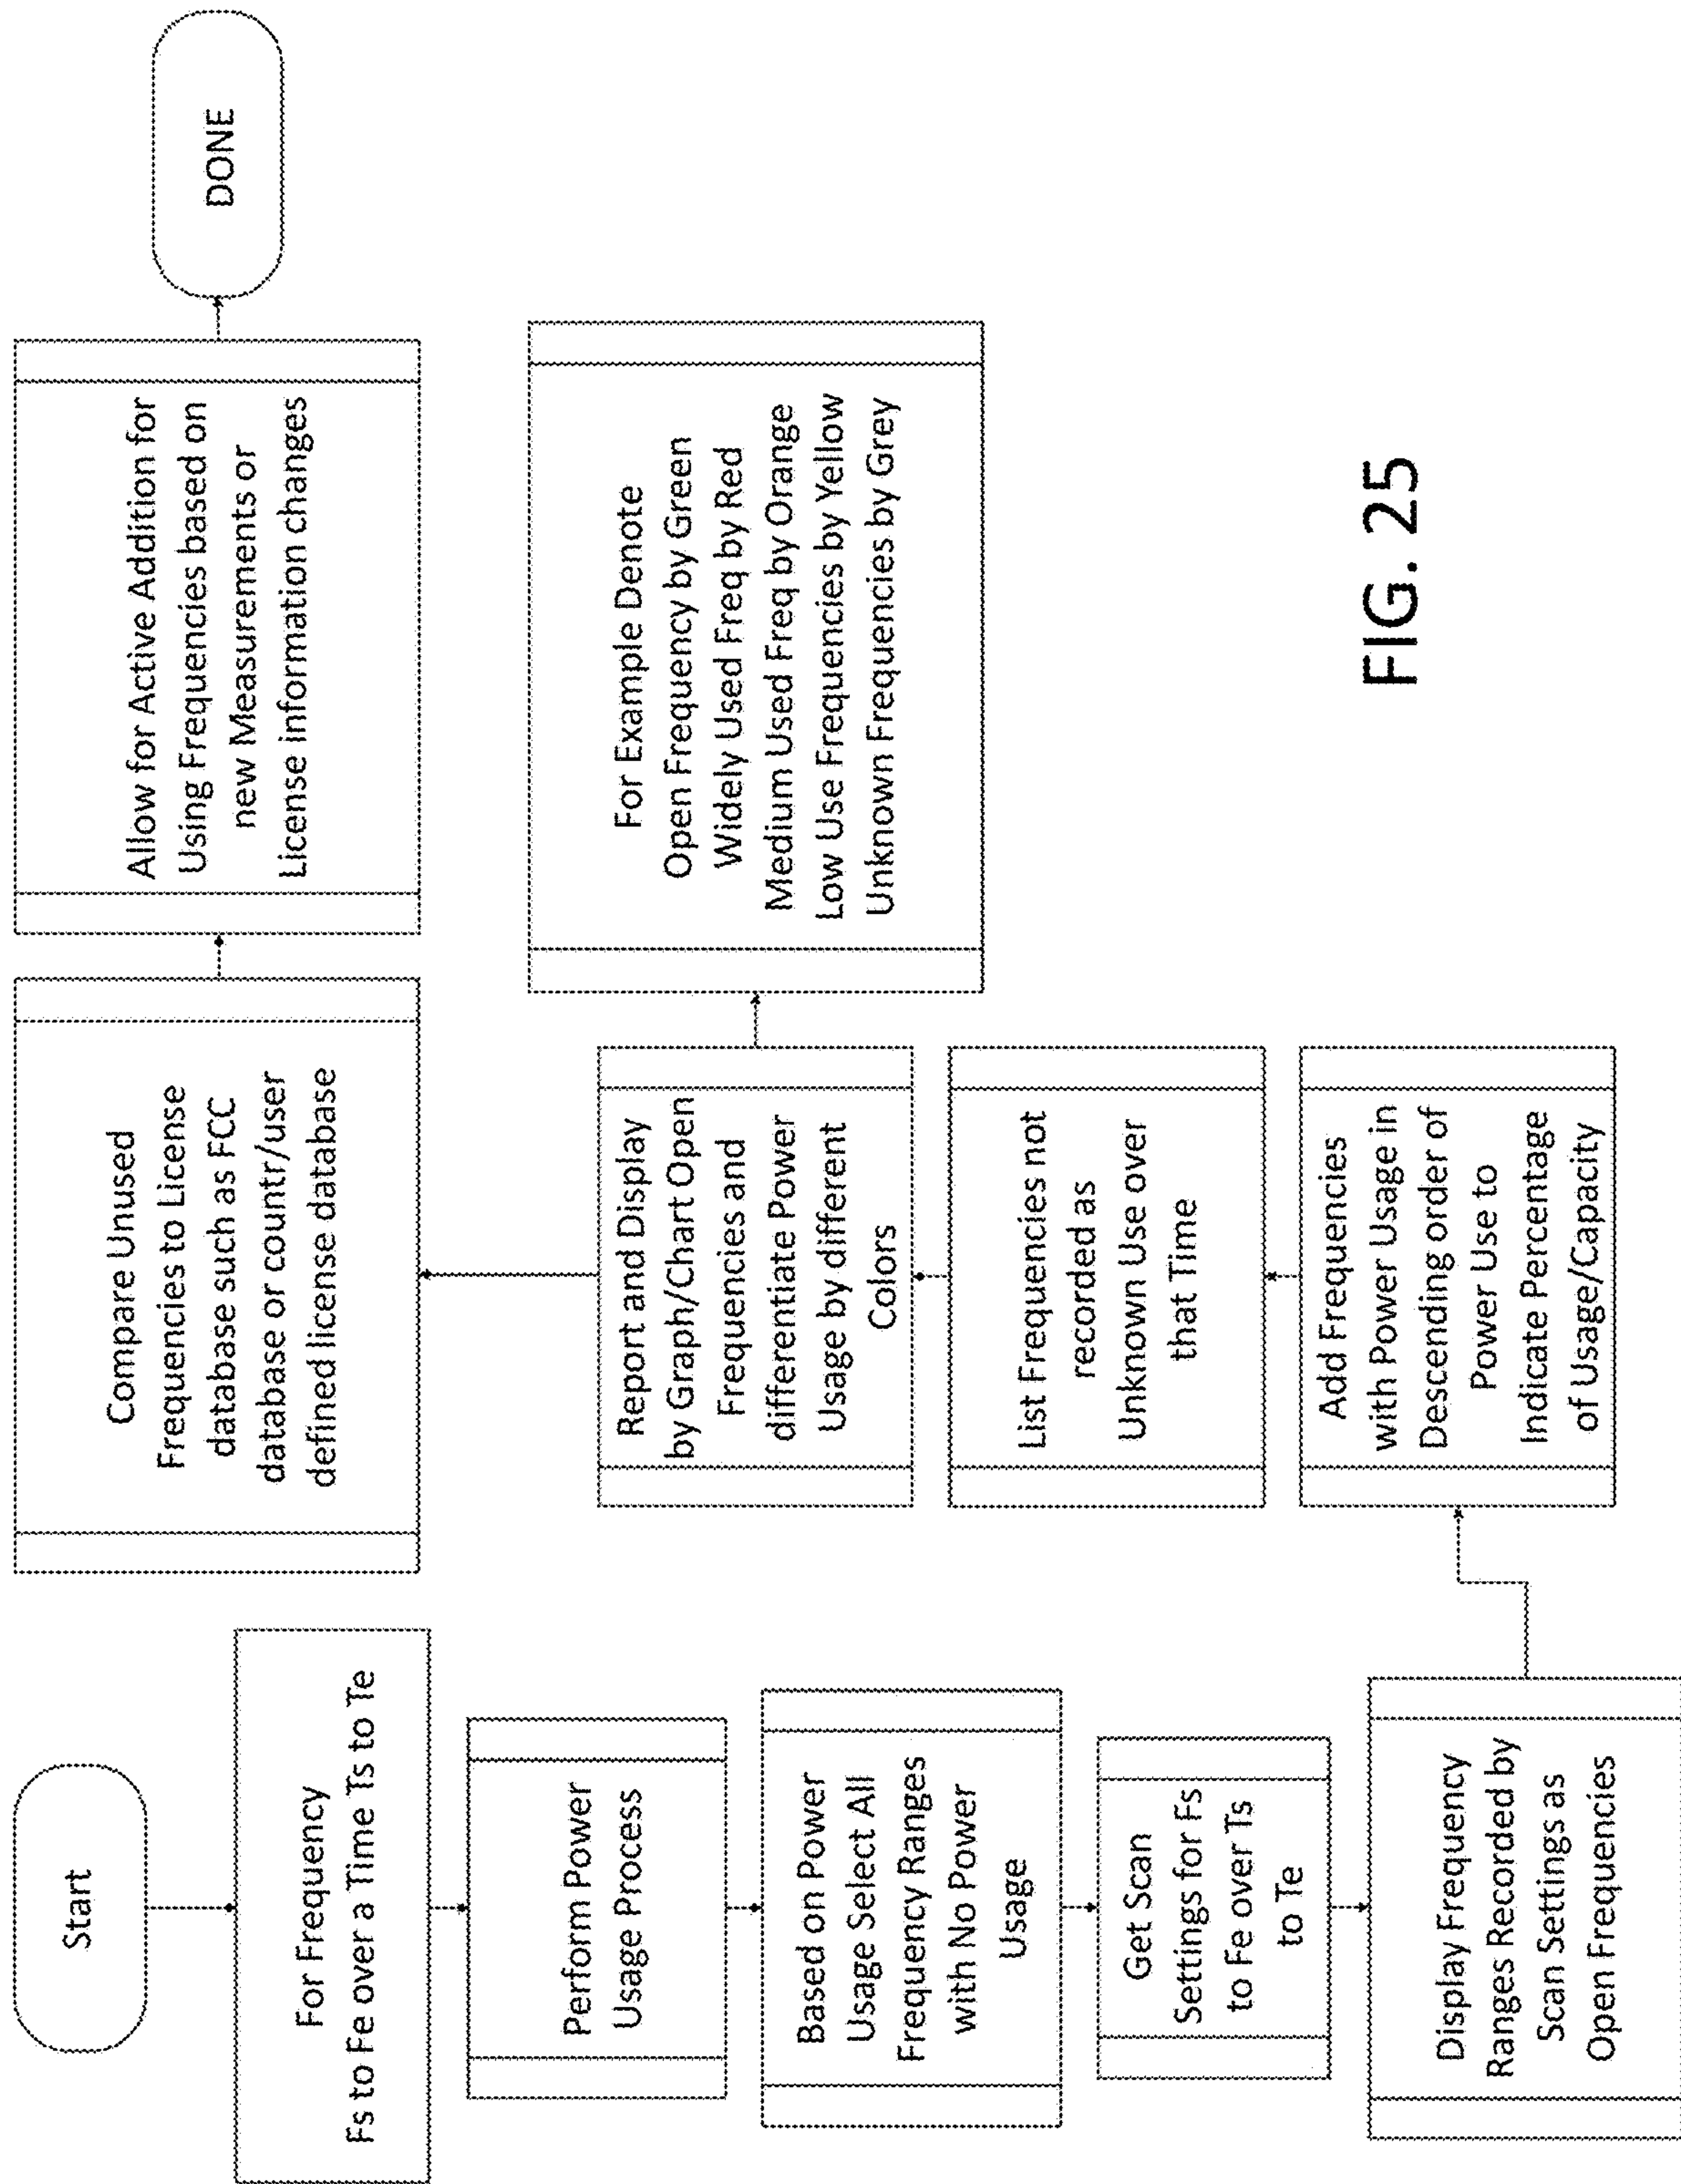 Start
For Frequency
Fs to Fe over a Time Ts to Te
Perform Power
Usage Process
Based on Power
Usage Select All
Frequency Ranges
with No Power
Usage
Get Scan
Settings for Fs
to Fe over Ts
to Te
Display Frequency
Ranges Recorded by
Scan Settings as
Open Frequencies
Add Frequencies
with Power Usage in
Descending order of
Power Use to
Indicate Percentage
of Usage/Capacity
List Frequencies not
recorded as
Unknown Use over
that Time
Report and Display
by Graph/Chart Open
Frequencies and
differentiate Power
Usage by different
Colors
For Example Denote
Open Frequency by Green
Widely Used Freq by Red
Medium Used Freq by Orange
Low Use Frequencies by Yellow
Unknown Frequencies by Grey
Compare Unused
Frequencies to License
database such as FCC
database or countr/user
defined license database
Allow for Active Addition for
Using Frequencies based on
new Measurements or
License information changes
DONE
FIG. 25